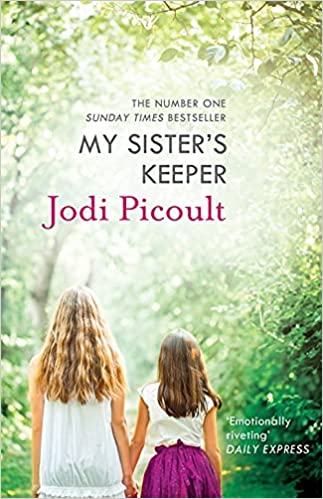 THE NUMBER ONE
SUNDAY TIMES BESTSELLER
MY SISTER'S
KEEPER
Jodi Picoult
'Emotionally
riveting'
DAILY EXPRESS